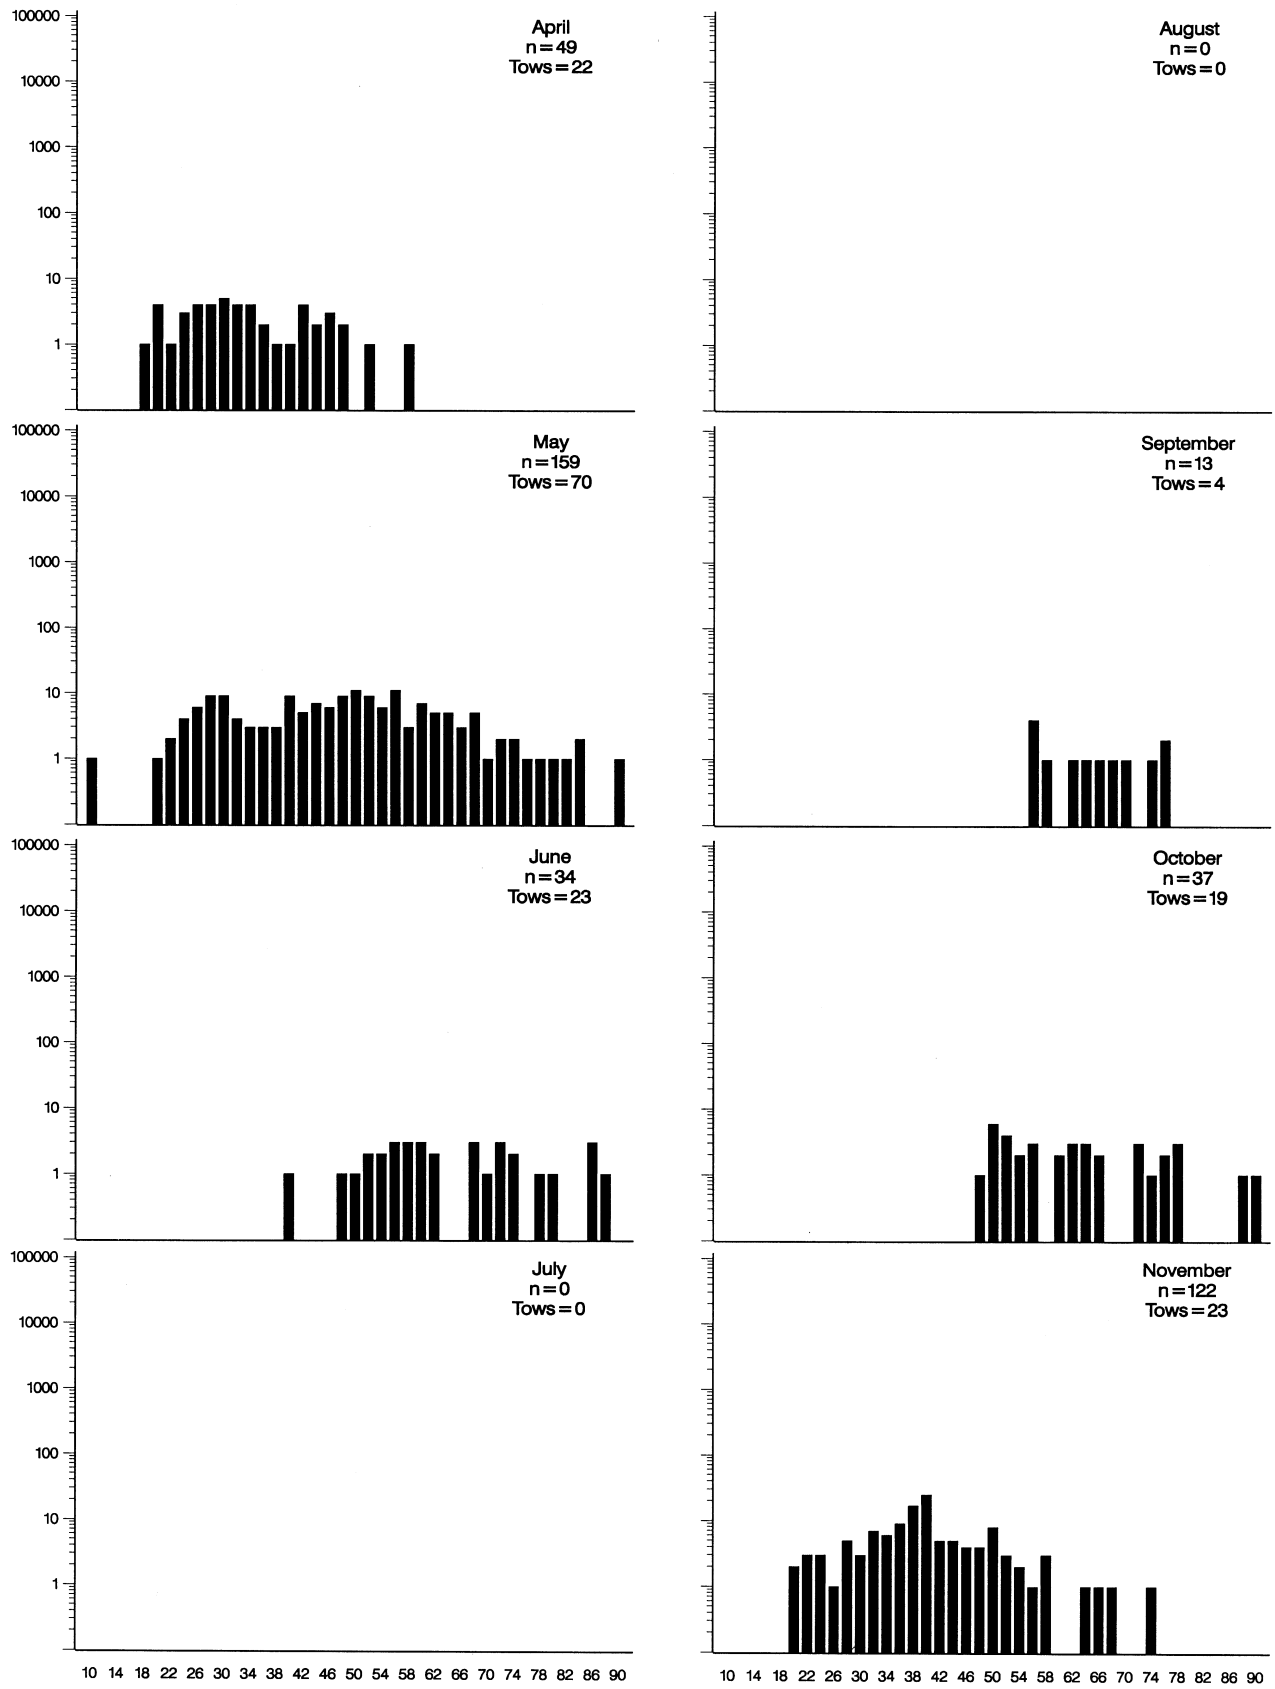 100000
10000
1000
100
10
1
April
n=49
Tows=22
August
n=0
Tows=0
100000
10000
1000
100
10
1
May
n=159
Tows=70
September
n=13
Tows=4
100000
10000
1000
100
10
1
June
n=34
Tows=23
October
n=37
Tows=19
100000
10000
1000
100
10
1
July
n=0
Tows=0
November
n=122
Tows=23
10 14 18 22 26 30 34 38 42 46 50 54 58 62 66 70 74 78 82 86 90
10 14 18 22 26 30 34 38 42 46 50 54 58 62 66 70 74 78 82 86 90